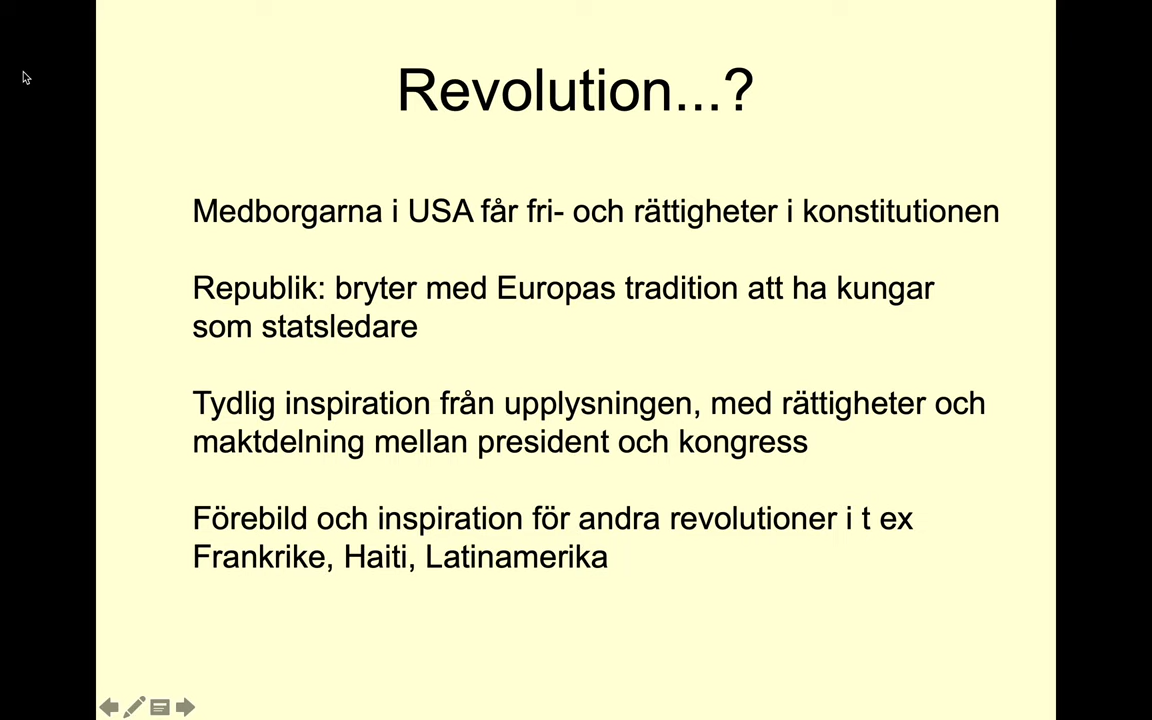 Revolution...?
Medborgarna i USA får fri- och rättigheter i konstitutionen
Republik: bryter med Europas tradition att ha kungar
som statsledare
Tydlig inspiration från upplysningen, med rättigheter och
maktdelning mellan president och kongress
Förebild och inspiration för andra revolutioner i t ex
Frankrike, Haiti, Latinamerika